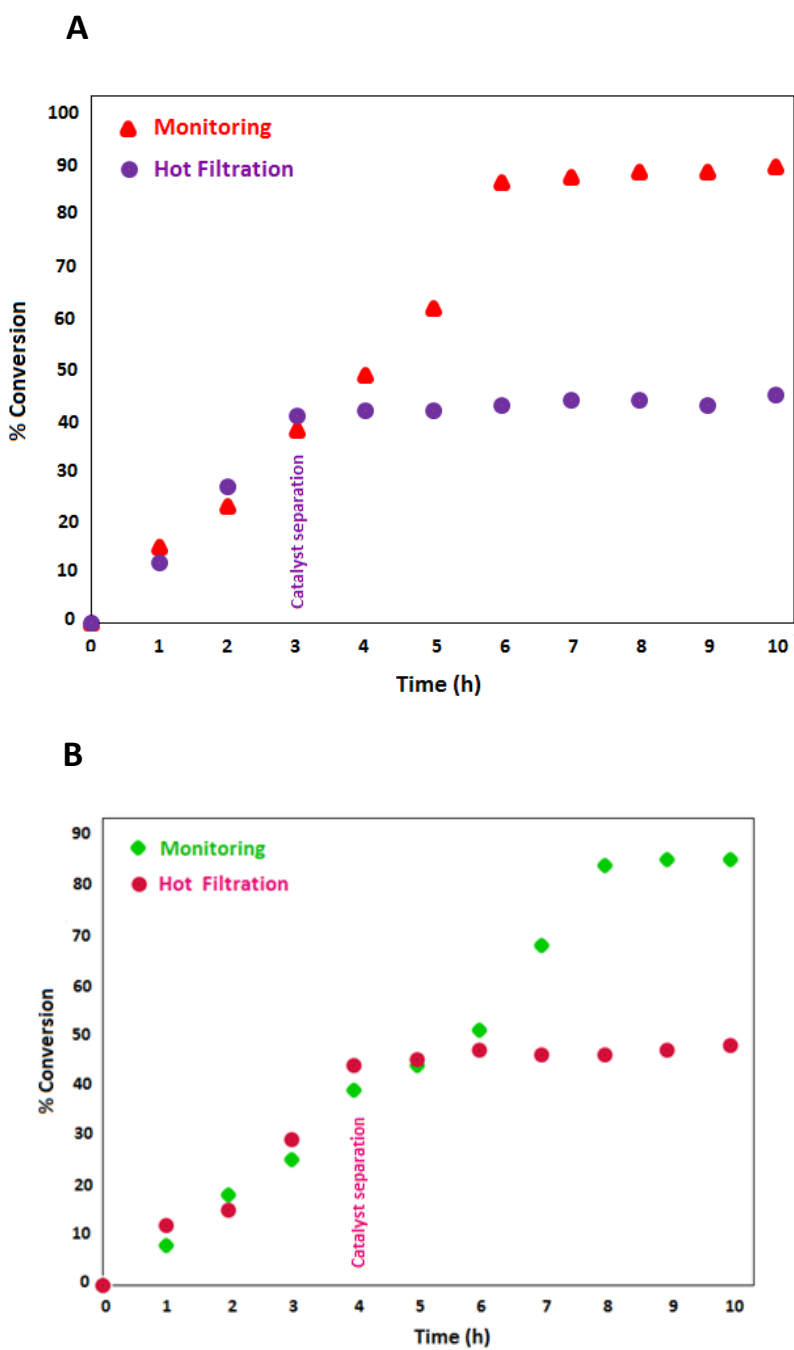 A
100
90
80
70
60
50
40
30
20
10
0
% Conversion
Monitoring
Hot Filtration
Catalyst separation
0 1 2 3 4 5 6 7 8 9 10
Time (h)
B
90
80
70
60
50
40
30
20
10
0
% Conversion
Monitoring
Hot Filtration
Catalyst separation
0 1 2 3 4 5 6 7 8 9 10
Time (h)